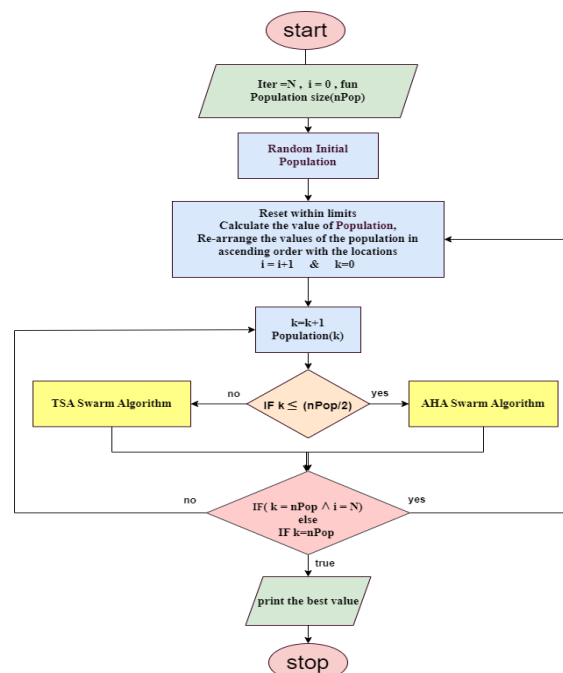 start
Iter =N , i = 0 , fun
Population size(nPop)
Random Initial
Population
Reset within limits
Calculate the value of Population,
Re-arrange the values of the population in
ascending order with the locations
i = i+1 & k=0
k=k+1
Population(k)
no
IF k ≤ (nPop/2)
yes
TSA Swarm Algorithm
AHA Swarm Algorithm
no
IF( k = nPop ∧ i = N)
else
IF k=nPop
yes
true
print the best value
stop